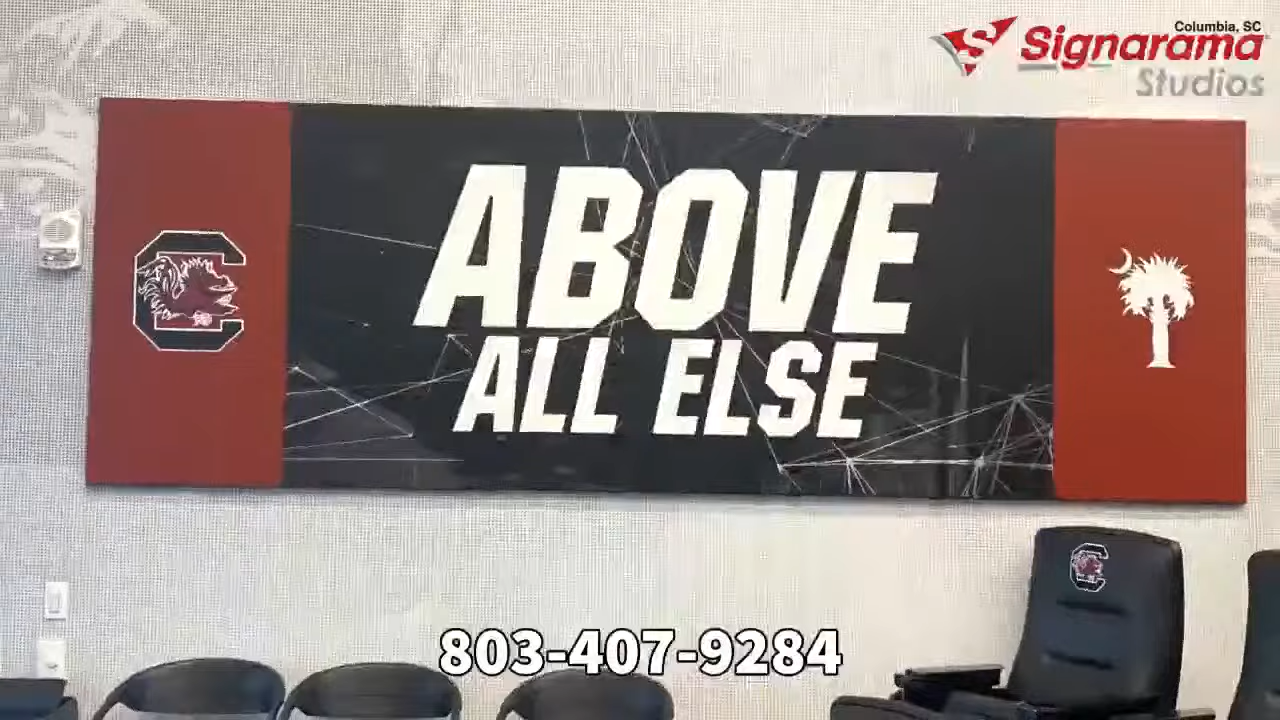 Columbia, SC
Signarama
Studios
ABOVE
ALL ELSE
803-407-9284